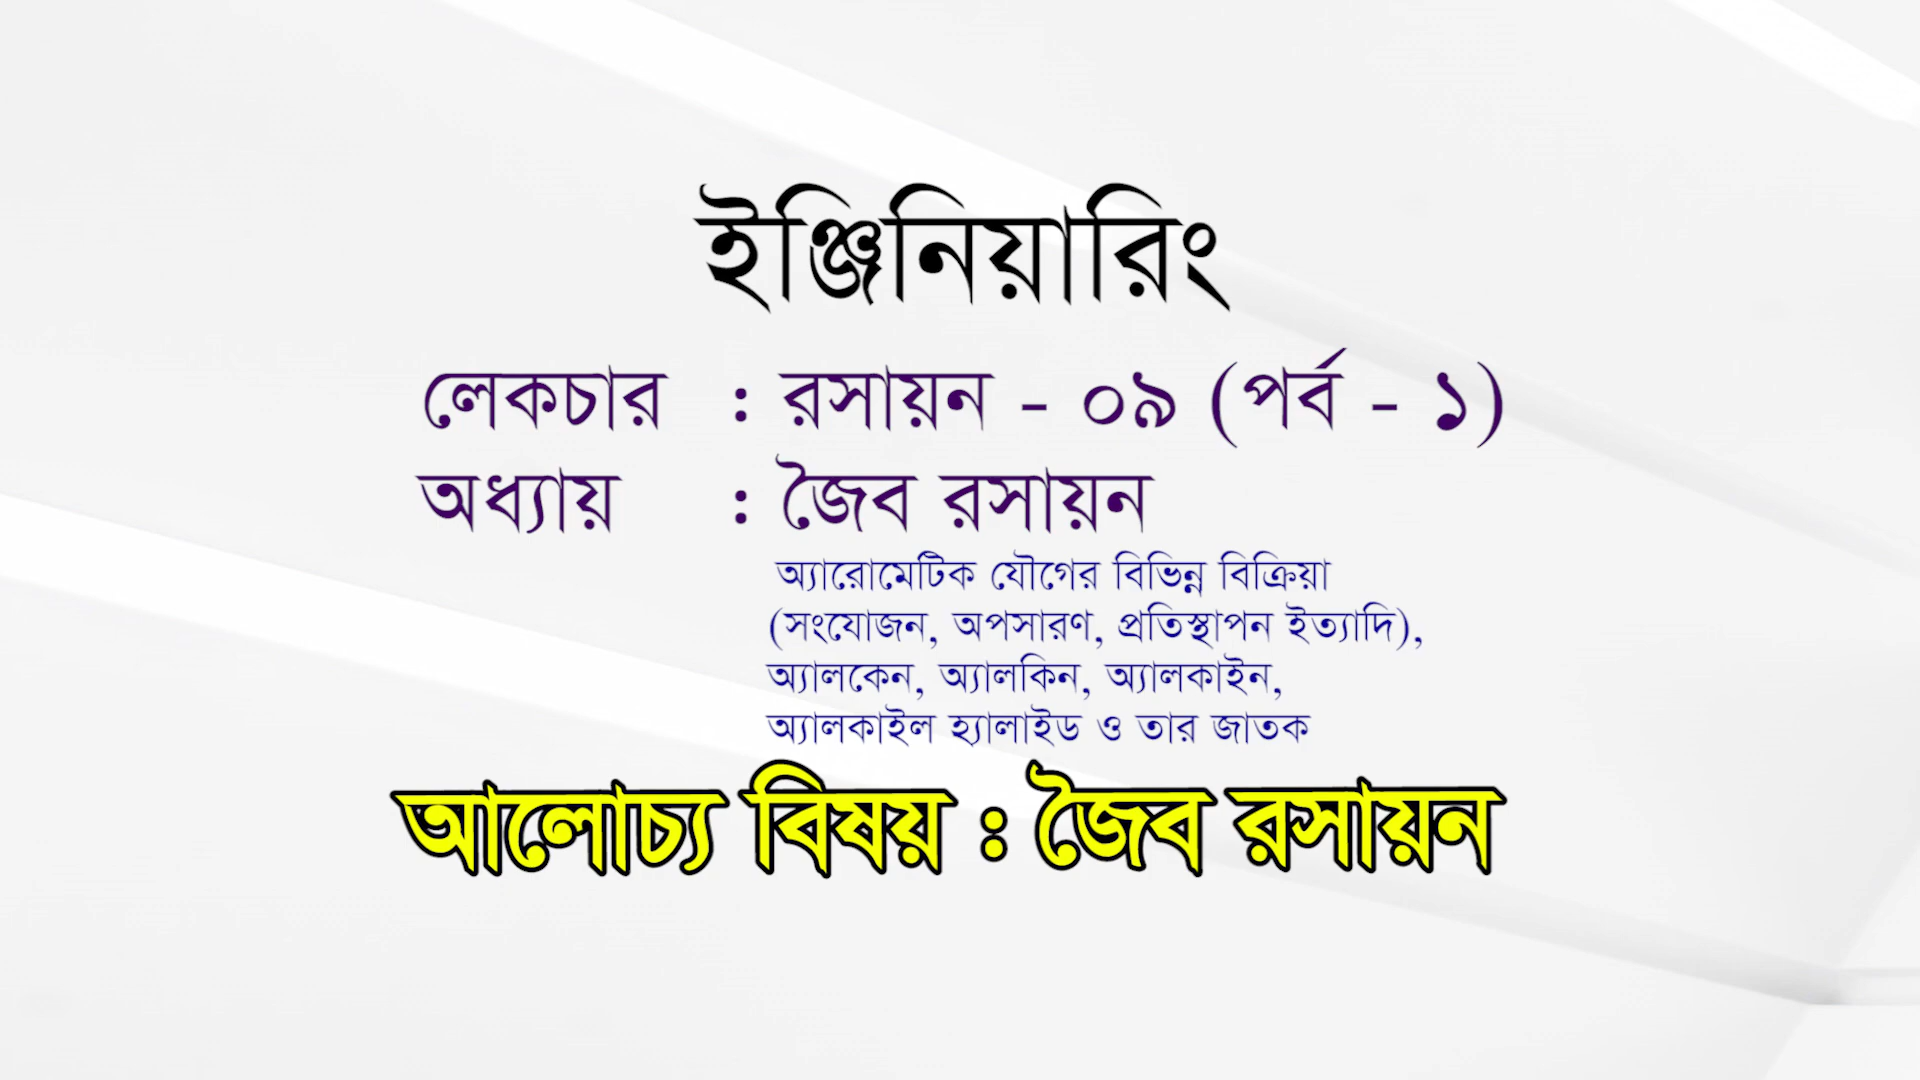 ইঞ্জিনিয়ারিং
লেকচার : রসায়ন - ০৯ (পর্ব - ১)
অধ্যায় : জৈব রসায়ন
অ্যারোমেটিক যৌগের বিভিন্ন বিক্রিয়া
(সংযোজন, অপসারণ, প্রতিস্থাপন ইত্যাদি),
অ্যালকেন, অ্যালকিন, অ্যালকাইন,
অ্যালকাইল হ্যালাইড ও তার জাতক
আলোচ্য বিষয় : জৈব রসায়ন